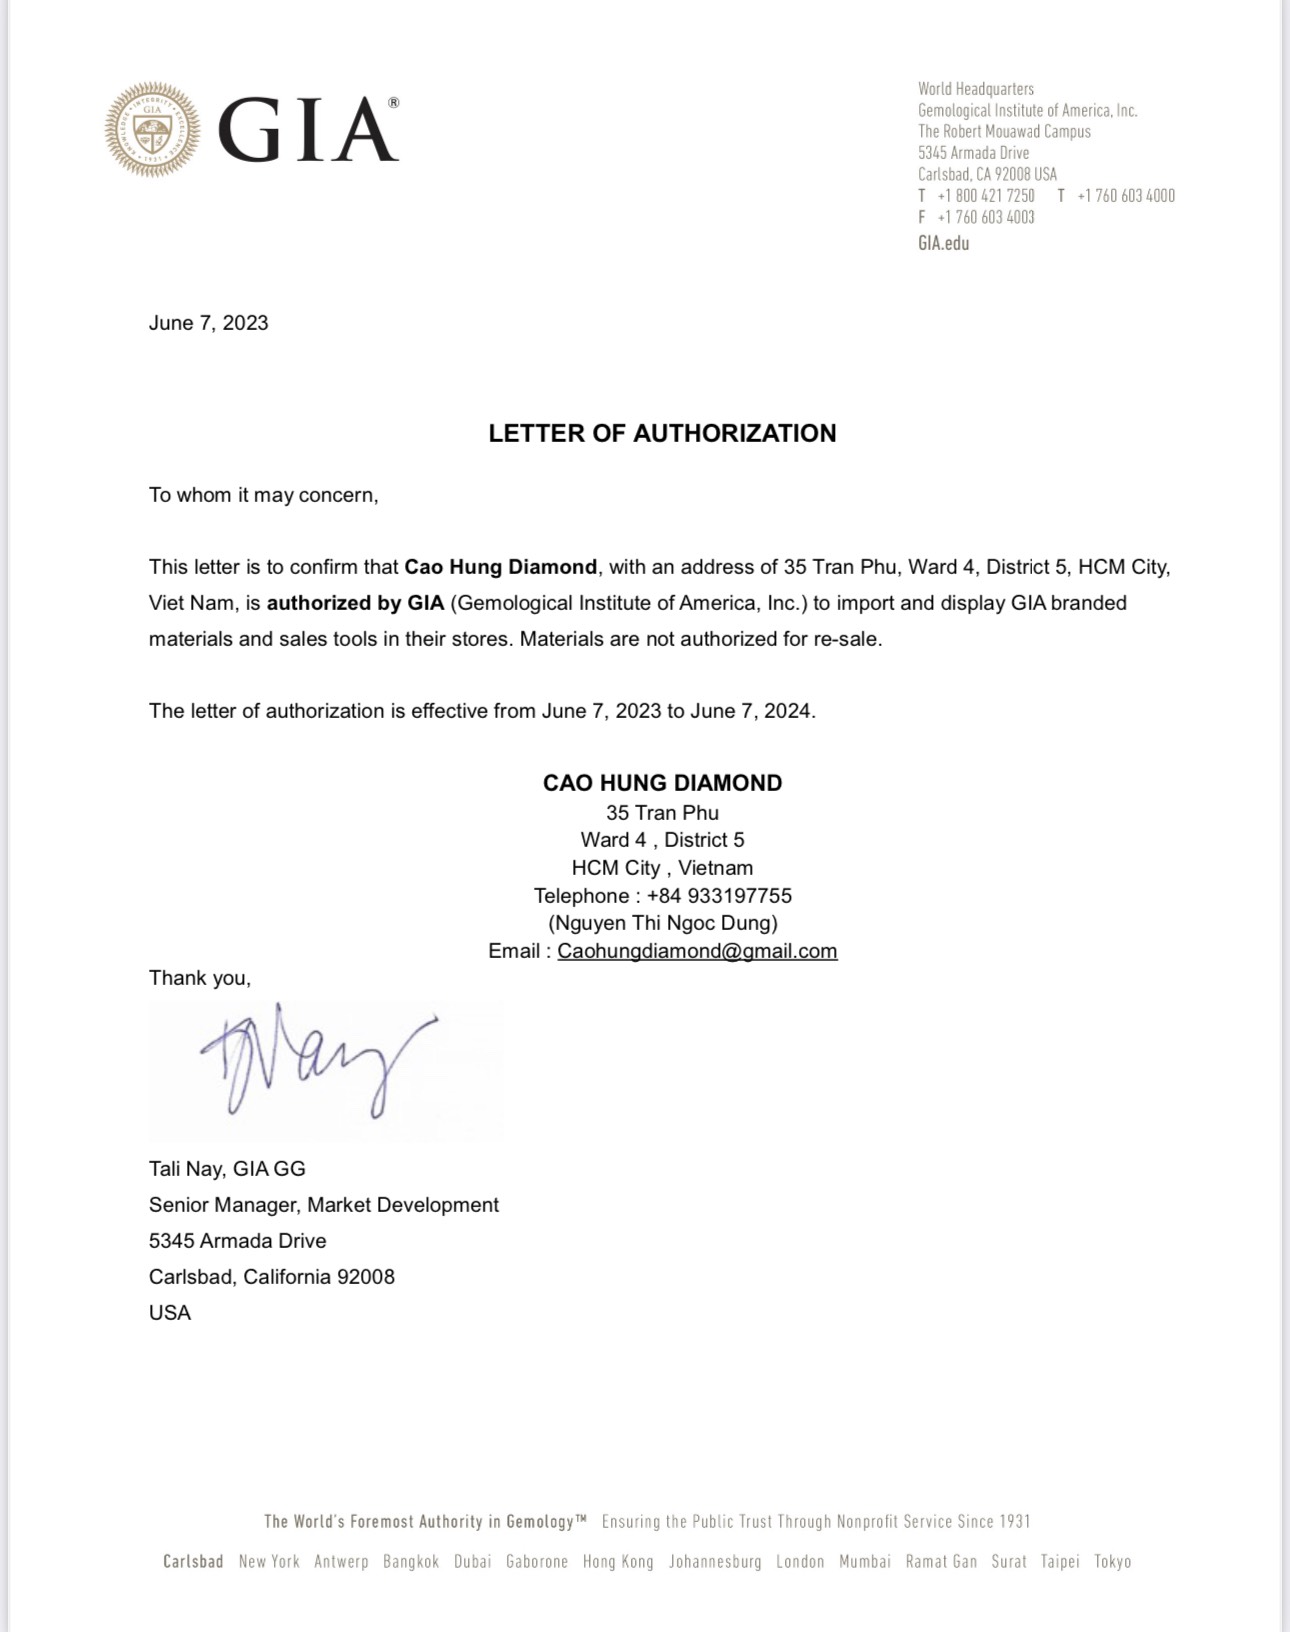 GIA®
World Headquarters
Gemological Institute of America, Inc.
The Robert Mouawad Campus
5345 Armada Drive
Carlsbad, CA 92008 USA
T +1 800 421 7250 T +1 760 603 4000
F +1 760 603 4003
GIA.edu
June 7, 2023
LETTER OF AUTHORIZATION
To whom it may concern,
This letter is to confirm that Cao Hung Diamond, with an address of 35 Tran Phu, Ward 4, District 5, HCM City,
Viet Nam, is authorized by GIA (Gemological Institute of America, Inc.) to import and display GIA branded
materials and sales tools in their stores. Materials are not authorized for re-sale.
The letter of authorization is effective from June 7, 2023 to June 7, 2024.
CAO HUNG DIAMOND
35 Tran Phu
Ward 4 , District 5
HCM City , Vietnam
Telephone : +84 933197755
(Nguyen Thi Ngoc Dung)
Email : Caohungdiamond@gmail.com
Thank you,
Tali Nay, GIA GG
Senior Manager, Market Development
5345 Armada Drive
Carlsbad, California 92008
USA
The World's Foremost Authority in Gemology™ Ensuring the Public Trust Through Nonprofit Service Since 1931
Carlsbad New York Antwerp Bangkok Dubai Gaborone Hong Kong Johannesburg London Mumbai Ramat Gan Surat Taipei Tokyo